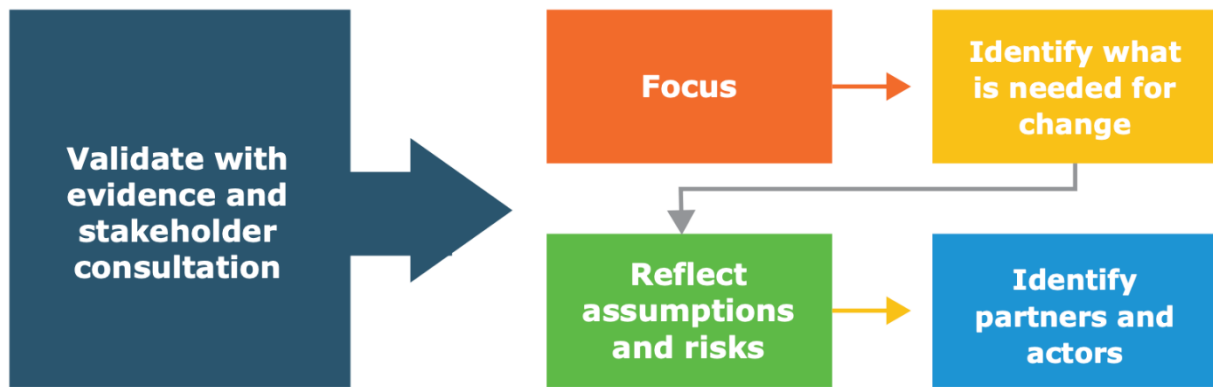 Validate with
evidence and
stakeholder
consultation
Focus
Identify what
is needed for
change
Reflect
assumptions
and risks
Identify
partners and
actors